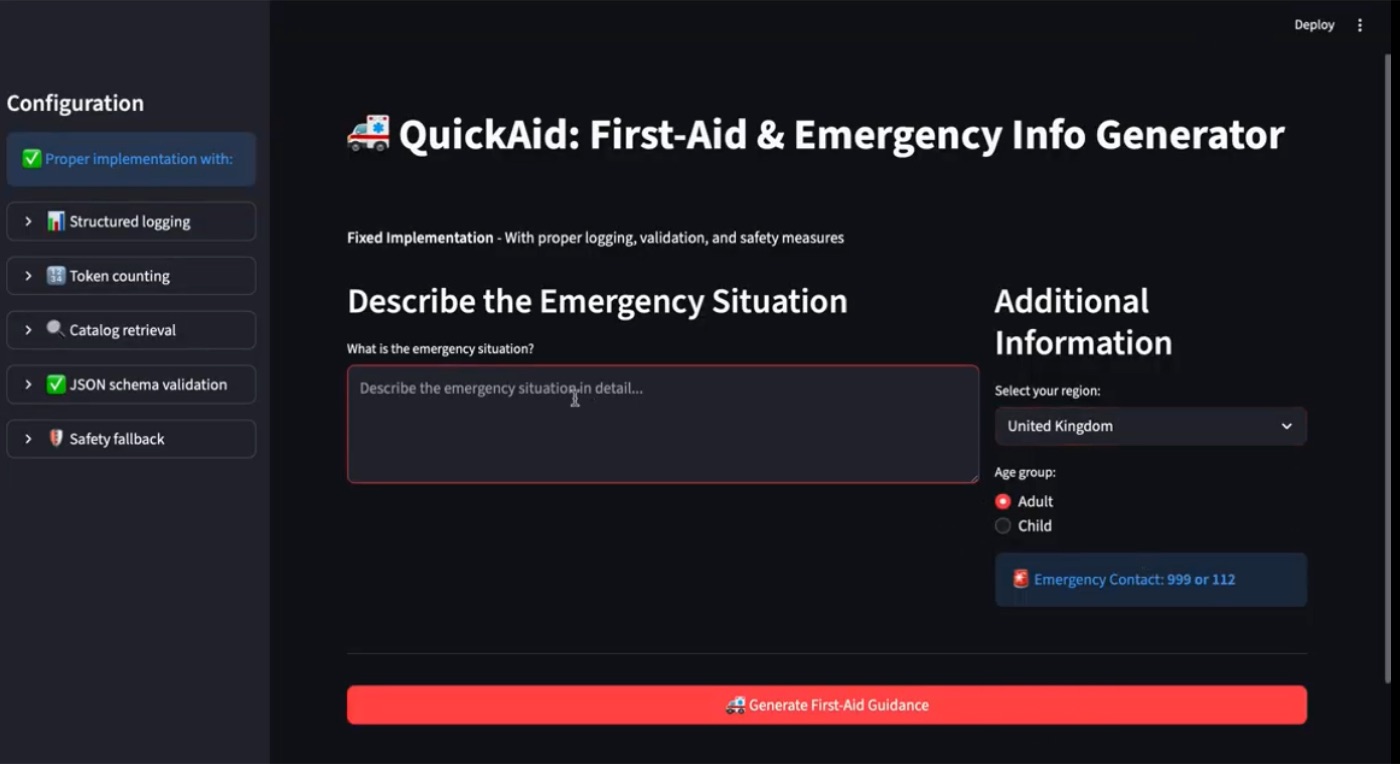 Deploy
Configuration
✅ Proper implementation with:
📊 Structured logging
🔢 Token counting
🔍 Catalog retrieval
✅ JSON schema validation
🛡️ Safety fallback
🚑 QuickAid: First-Aid & Emergency Info Generator
Fixed Implementation - With proper logging, validation, and safety measures
Describe the Emergency Situation
What is the emergency situation?
Describe the emergency situation in detail...
Additional
Information
Select your region:
United Kingdom
Age group:
Adult
Child
🚨 Emergency Contact: 999 or 112
🚑 Generate First-Aid Guidance